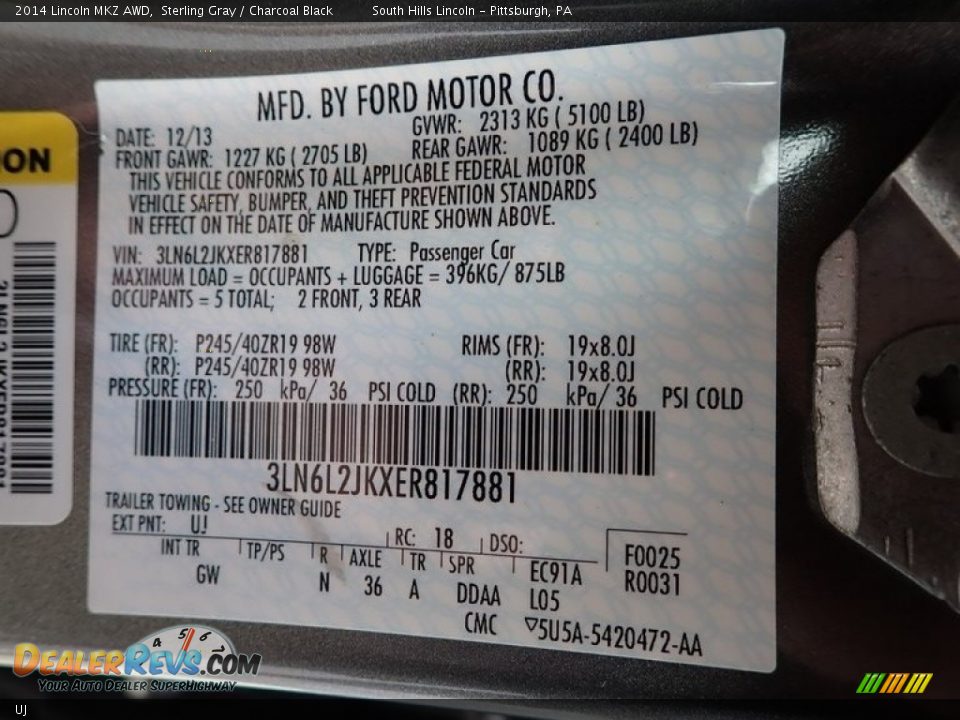 2014 Lincoln MKZ AWD, Sterling Gray / Charcoal Black South Hills Lincoln - Pittsburgh, PA
MFD. BY FORD MOTOR CO.
DATE: 12/13 GVWR: 2313 KG ( 5100 LB)
FRONT GAWR: 1227 KG ( 2705 LB) REAR GAWR: 1089 KG ( 2400 LB)
THIS VEHICLE CONFORMS TO ALL APPLICABLE FEDERAL MOTOR
VEHICLE SAFETY, BUMPER, AND THEFT PREVENTION STANDARDS
IN EFFECT ON THE DATE OF MANUFACTURE SHOWN ABOVE.
VIN: 3LN6L2JKXER817881 TYPE: Passenger Car
MAXIMUM LOAD = OCCUPANTS + LUGGAGE = 396KG/ 875LB
OCCUPANTS = 5 TOTAL; 2 FRONT, 3 REAR
TIRE (FR): P245/40ZR19 98W RIMS (FR): 19x8.0J
(RR): P245/40ZR19 98W (RR): 19x8.0J
PRESSURE (FR): 250 kPa/ 36 PSI COLD (RR): 250 kPa/ 36 PSI COLD
3LN6L2JKXER817881
TRAILER TOWING - SEE OWNER GUIDE
EXT PNT: UJ RC: 18 DSO:
INT TR TP/PS R AXLE TR SPR EC91A F0025
GW N 36 A DDAA L05 R0031
CMC ▽5U5A-5420472-AA
ION
4 5 6
DEALERREVS.COM
YOUR AUTO DEALER SUPERHIGHWAY
UJ